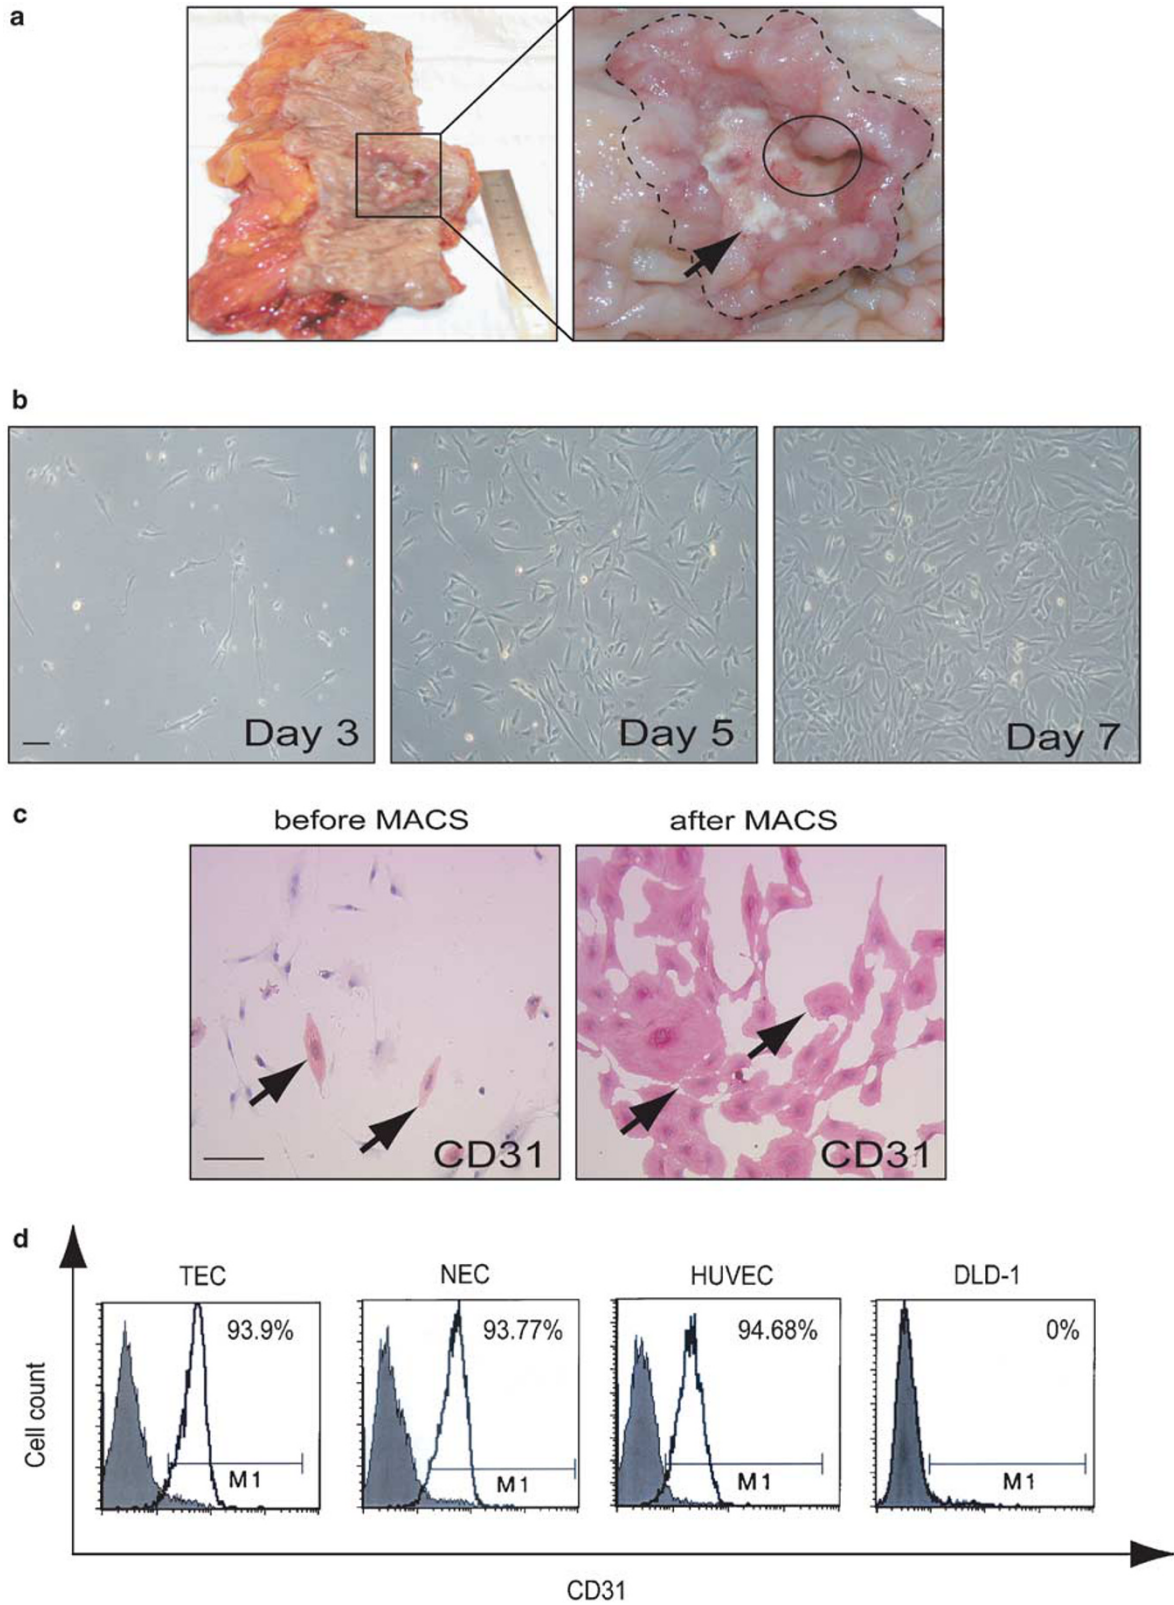 a
b
Day 3
Day 5
Day 7
c
before MACS
after MACS
CD31
CD31
d
TEC
NEC
HUVEC
DLD-1
93.9%
93.77%
94.68%
0%
Cell count
M1
M1
M1
M1
CD31